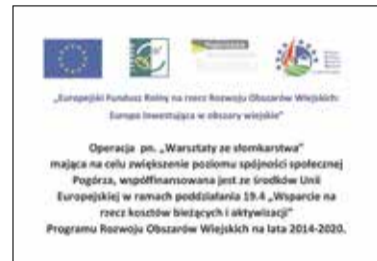 „Europejski Fundusz Rolny na rzecz Rozwoju Obszarów Wiejskich:
Europa inwestująca w obszary wiejskie”
Operacja pn. „Warsztaty ze słomkarstwa”
mająca na celu zwiększenie poziomu spójności społecznej
Pogórza, współfinansowana jest ze środków Unii
Europejskiej w ramach poddziałania 19.4 „Wsparcie na
rzecz kosztów bieżących i aktywizacji”
Programu Rozwoju Obszarów Wiejskich na lata 2014-2020.